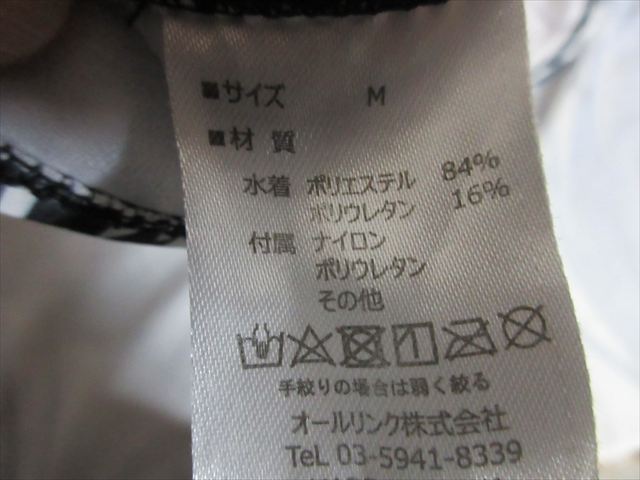 ■サイズ M
■材 質
水着 ポリエステル 84%
ポリウレタン 16%
付属 ナイロン
ポリウレタン
その他
手絞りの場合は弱く絞る
オールリンク株式会社
TeL 03-5941-8339